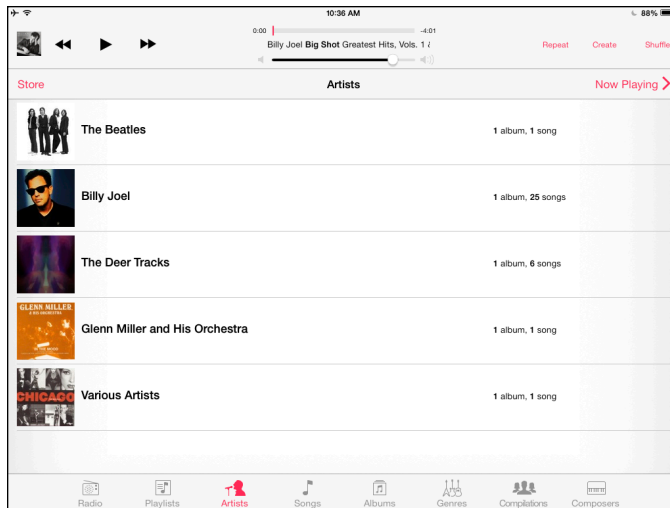 10:36 AM
88%
0:00
-4:01
Billy Joel Big Shot Greatest Hits, Vols. 1
Repeat
Create
Shuffle
Store
Artists
Now Playing
The Beatles
1 album, 1 song
Billy Joel
1 album, 25 songs
The Deer Tracks
1 album, 6 songs
GLENN MILLER
& HIS ORCHESTRA
IN THE MOOD
Glenn Miller and His Orchestra
1 album, 1 song
CHICAGO
Various Artists
1 album, 1 song
Radio
Playlists
Artists
Songs
Albums
Genres
Compilations
Composers